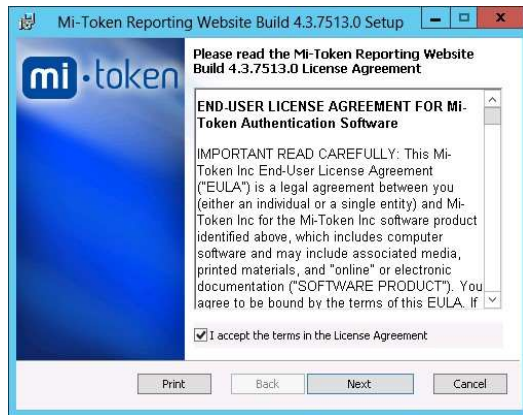 Mi-Token Reporting Website Build 4.3.7513.0 Setup
mi·token
Please read the Mi-Token Reporting Website
Build 4.3.7513.0 License Agreement
END-USER LICENSE AGREEMENT FOR Mi-
Token Authentication Software
IMPORTANT READ CAREFULLY: This Mi-
Token Inc End-User License Agreement
("EULA") is a legal agreement between you
(either an individual or a single entity) and Mi-
Token Inc for the Mi-Token Inc software product
identified above, which includes computer
software and may include associated media,
printed materials, and "online" or electronic
documentation ("SOFTWARE PRODUCT"). You
agree to be bound by the terms of this EULA. If
I accept the terms in the License Agreement
Print Back Next Cancel